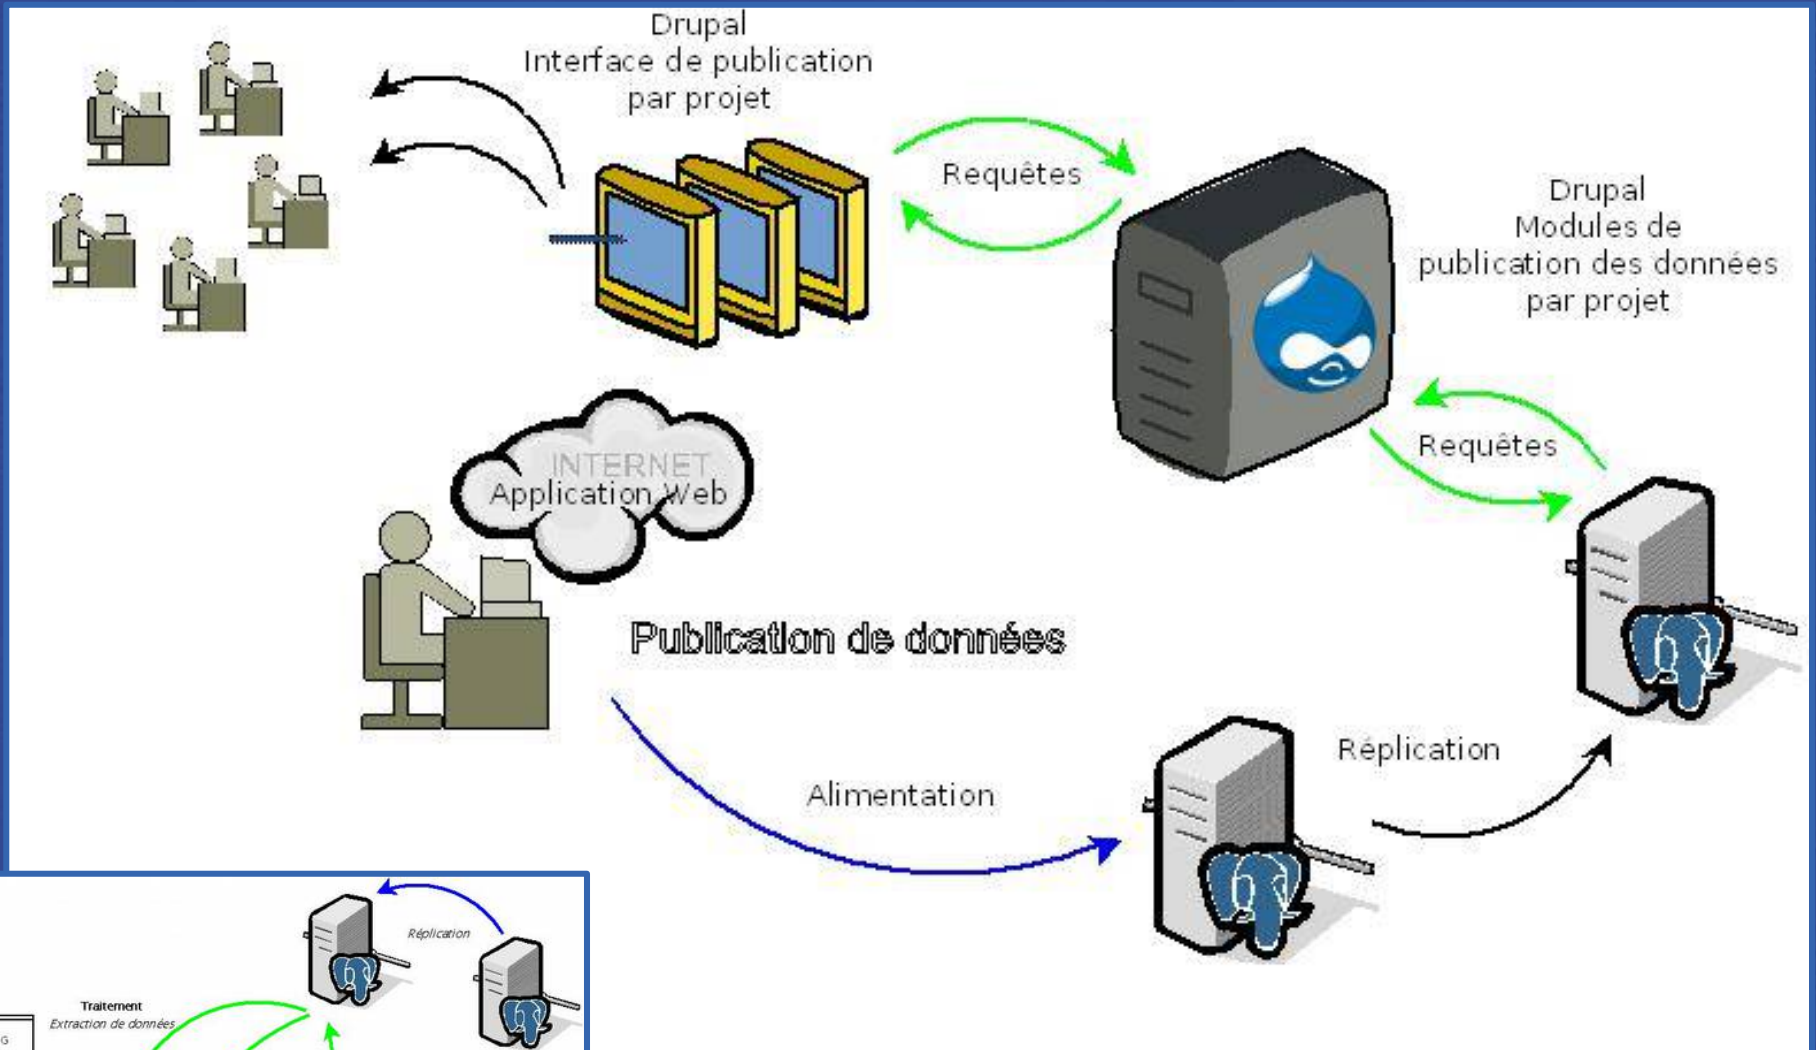 Drupal
Interface de publication
par projet
Requêtes
Drupal
Modules de
publication des données
par projet
Requêtes
INTERNET
Application Web
Publication de données
Réplication
Alimentation
Réplication
Traitement
Extraction de données
G